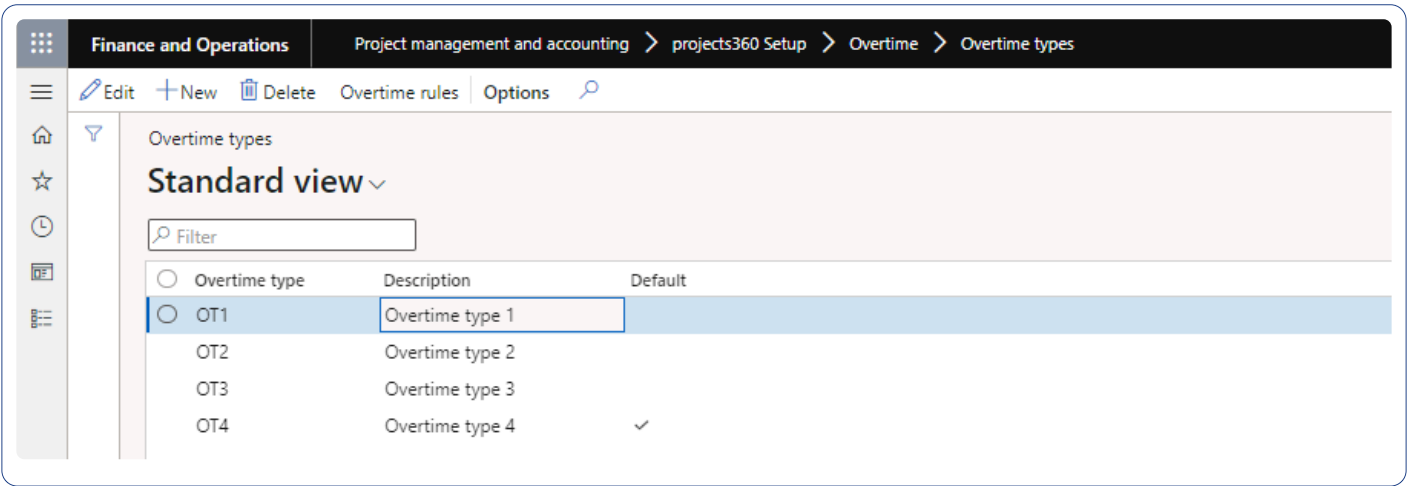 Finance and Operations Project management and accounting > projects360 Setup > Overtime > Overtime types
Edit + New Delete Overtime rules Options
Overtime types
Standard view
Filter
Overtime type Description Default
OT1 Overtime type 1
OT2 Overtime type 2
OT3 Overtime type 3
OT4 Overtime type 4 ✓